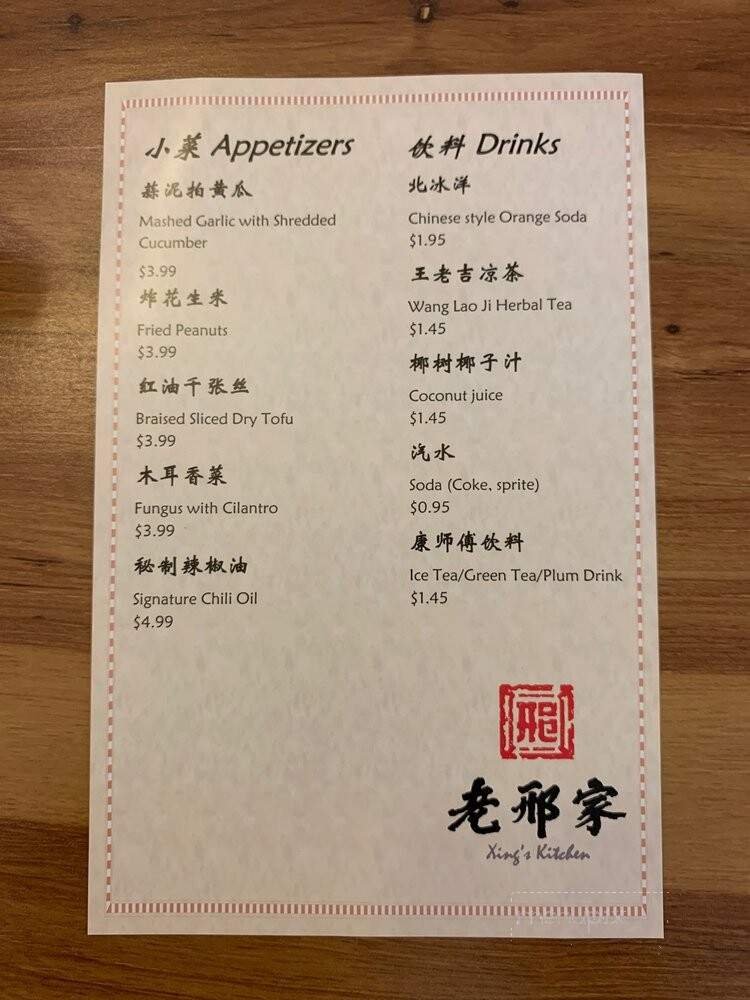 小菜 Appetizers
蒜泥拍黄瓜
Mashed Garlic with Shredded
Cucumber
$3.99
炸花生米
Fried Peanuts
$3.99
红油干张丝
Braised Sliced Dry Tofu
$3.99
木耳香菜
Fungus with Cilantro
$3.99
秘制辣椒油
Signature Chili Oil
$4.99
饮料 Drinks
北冰洋
Chinese style Orange Soda
$1.95
王老吉凉茶
Wang Lao Ji Herbal Tea
$1.45
椰树椰子汁
Coconut juice
$1.45
汽水
Soda (Coke, sprite)
$0.95
康师傅饮料
Ice Tea/Green Tea/Plum Drink
$1.45
邢
老邢家
Xing's Kitchen